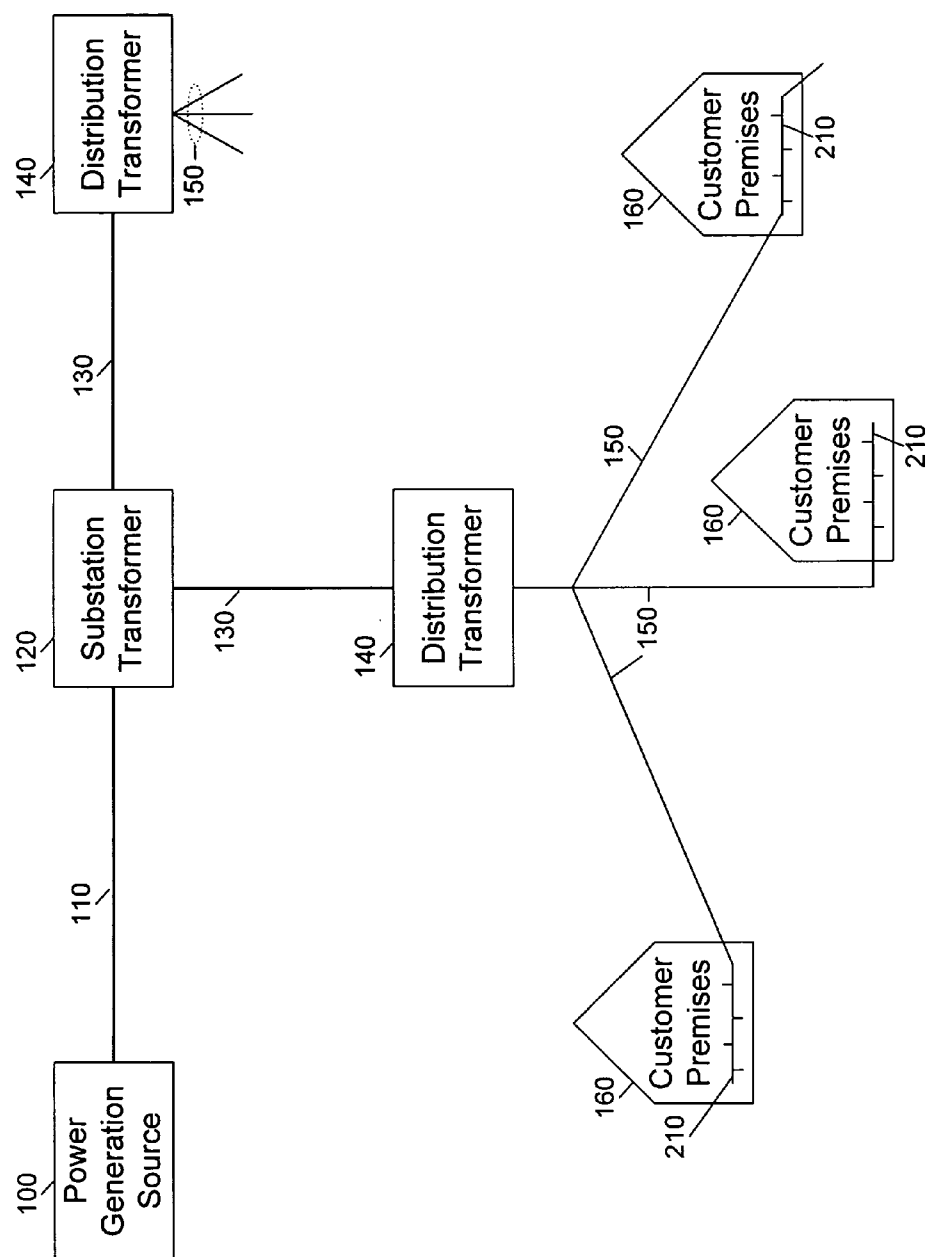 100
Power
Generation
Source
110
120
Substation
Transformer
130
140
Distribution
Transformer
150
130
140
Distribution
Transformer
150
150
160
Customer
Premises
210
160
Customer
Premises
210
160
Customer
Premises
210